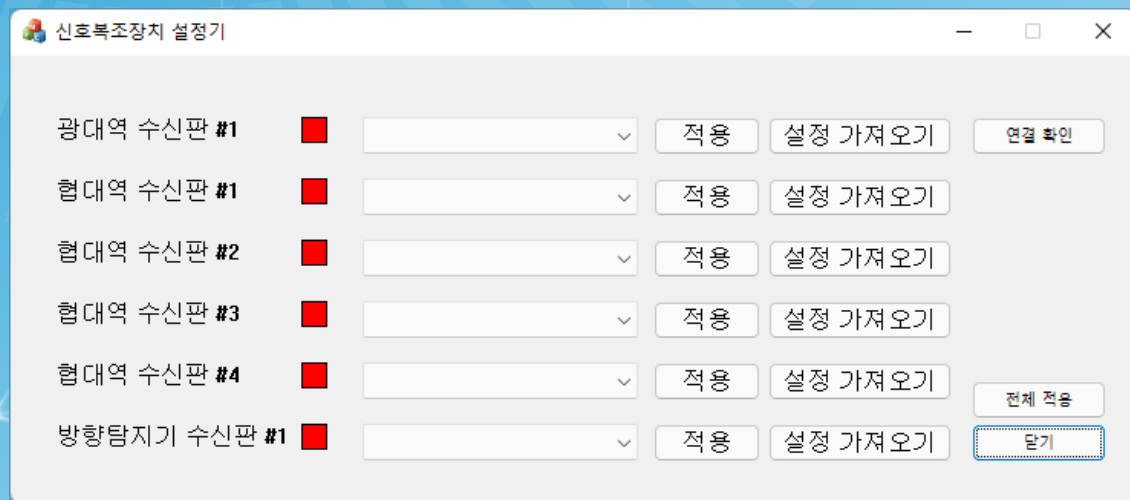 신호복조장치 설정기
광대역 수신판 #1 적용 설정 가져오기 연결 확인
협대역 수신판 #1 적용 설정 가져오기
협대역 수신판 #2 적용 설정 가져오기
협대역 수신판 #3 적용 설정 가져오기
협대역 수신판 #4 적용 설정 가져오기
전체 적용
방향탐지기 수신판 #1 적용 설정 가져오기 닫기